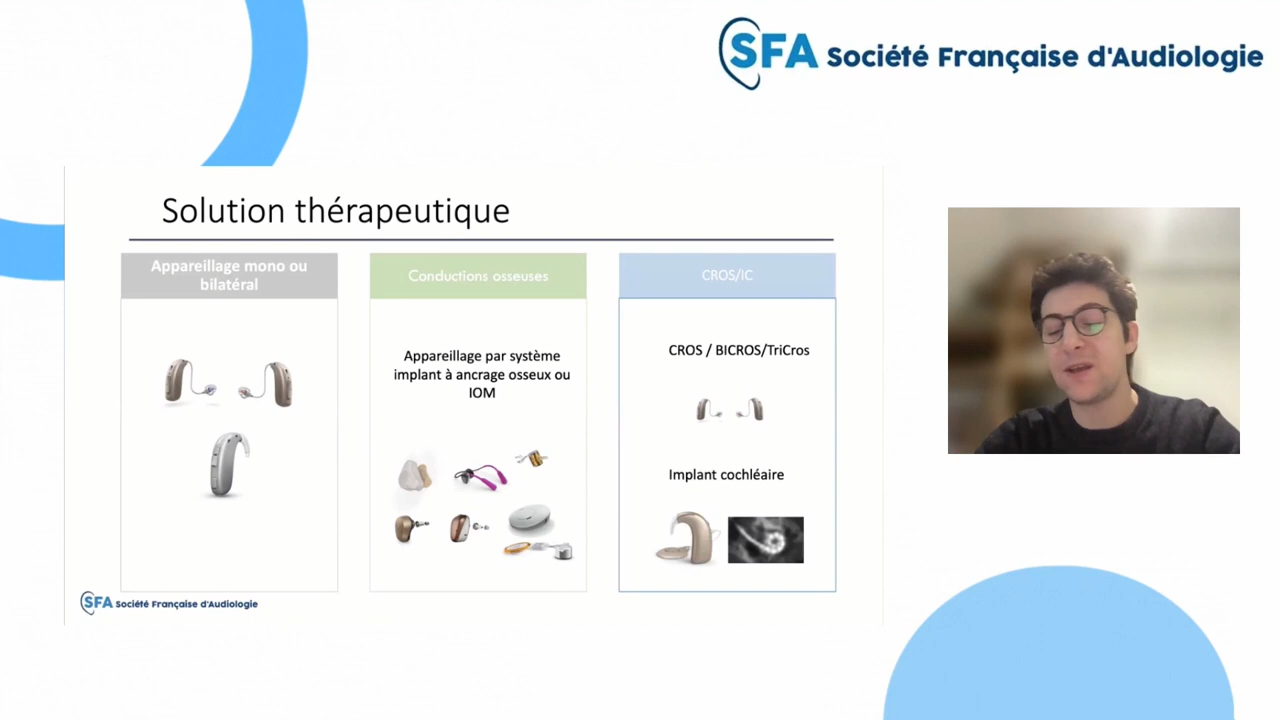 SFA Société Française d'Audiologie
Solution thérapeutique
Appareillage mono ou
bilatéral
Conductions osseuses
Appareillage par système
implant à ancrage osseux ou
IOM
CROS/IC
CROS / BICROS/TriCros
Implant cochléaire
SFA Société Française d'Audiologie